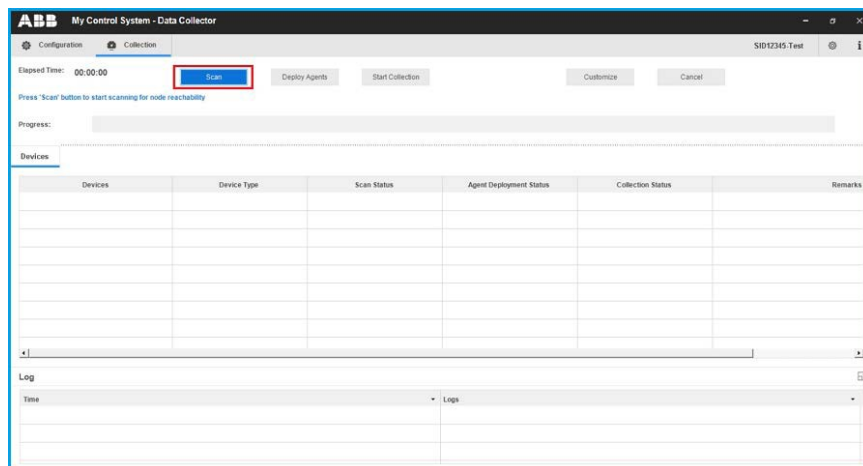 ABB My Control System - Data Collector
Configuration Collection SID12345-Test
Elapsed Time: 00:00:00 Scan Deploy Agents Start Collection Customize Cancel
Press 'Scan' button to start scanning for node reachability
Progress:
Devices
Devices Device Type Scan Status Agent Deployment Status Collection Status Remarks
Log
Time Logs